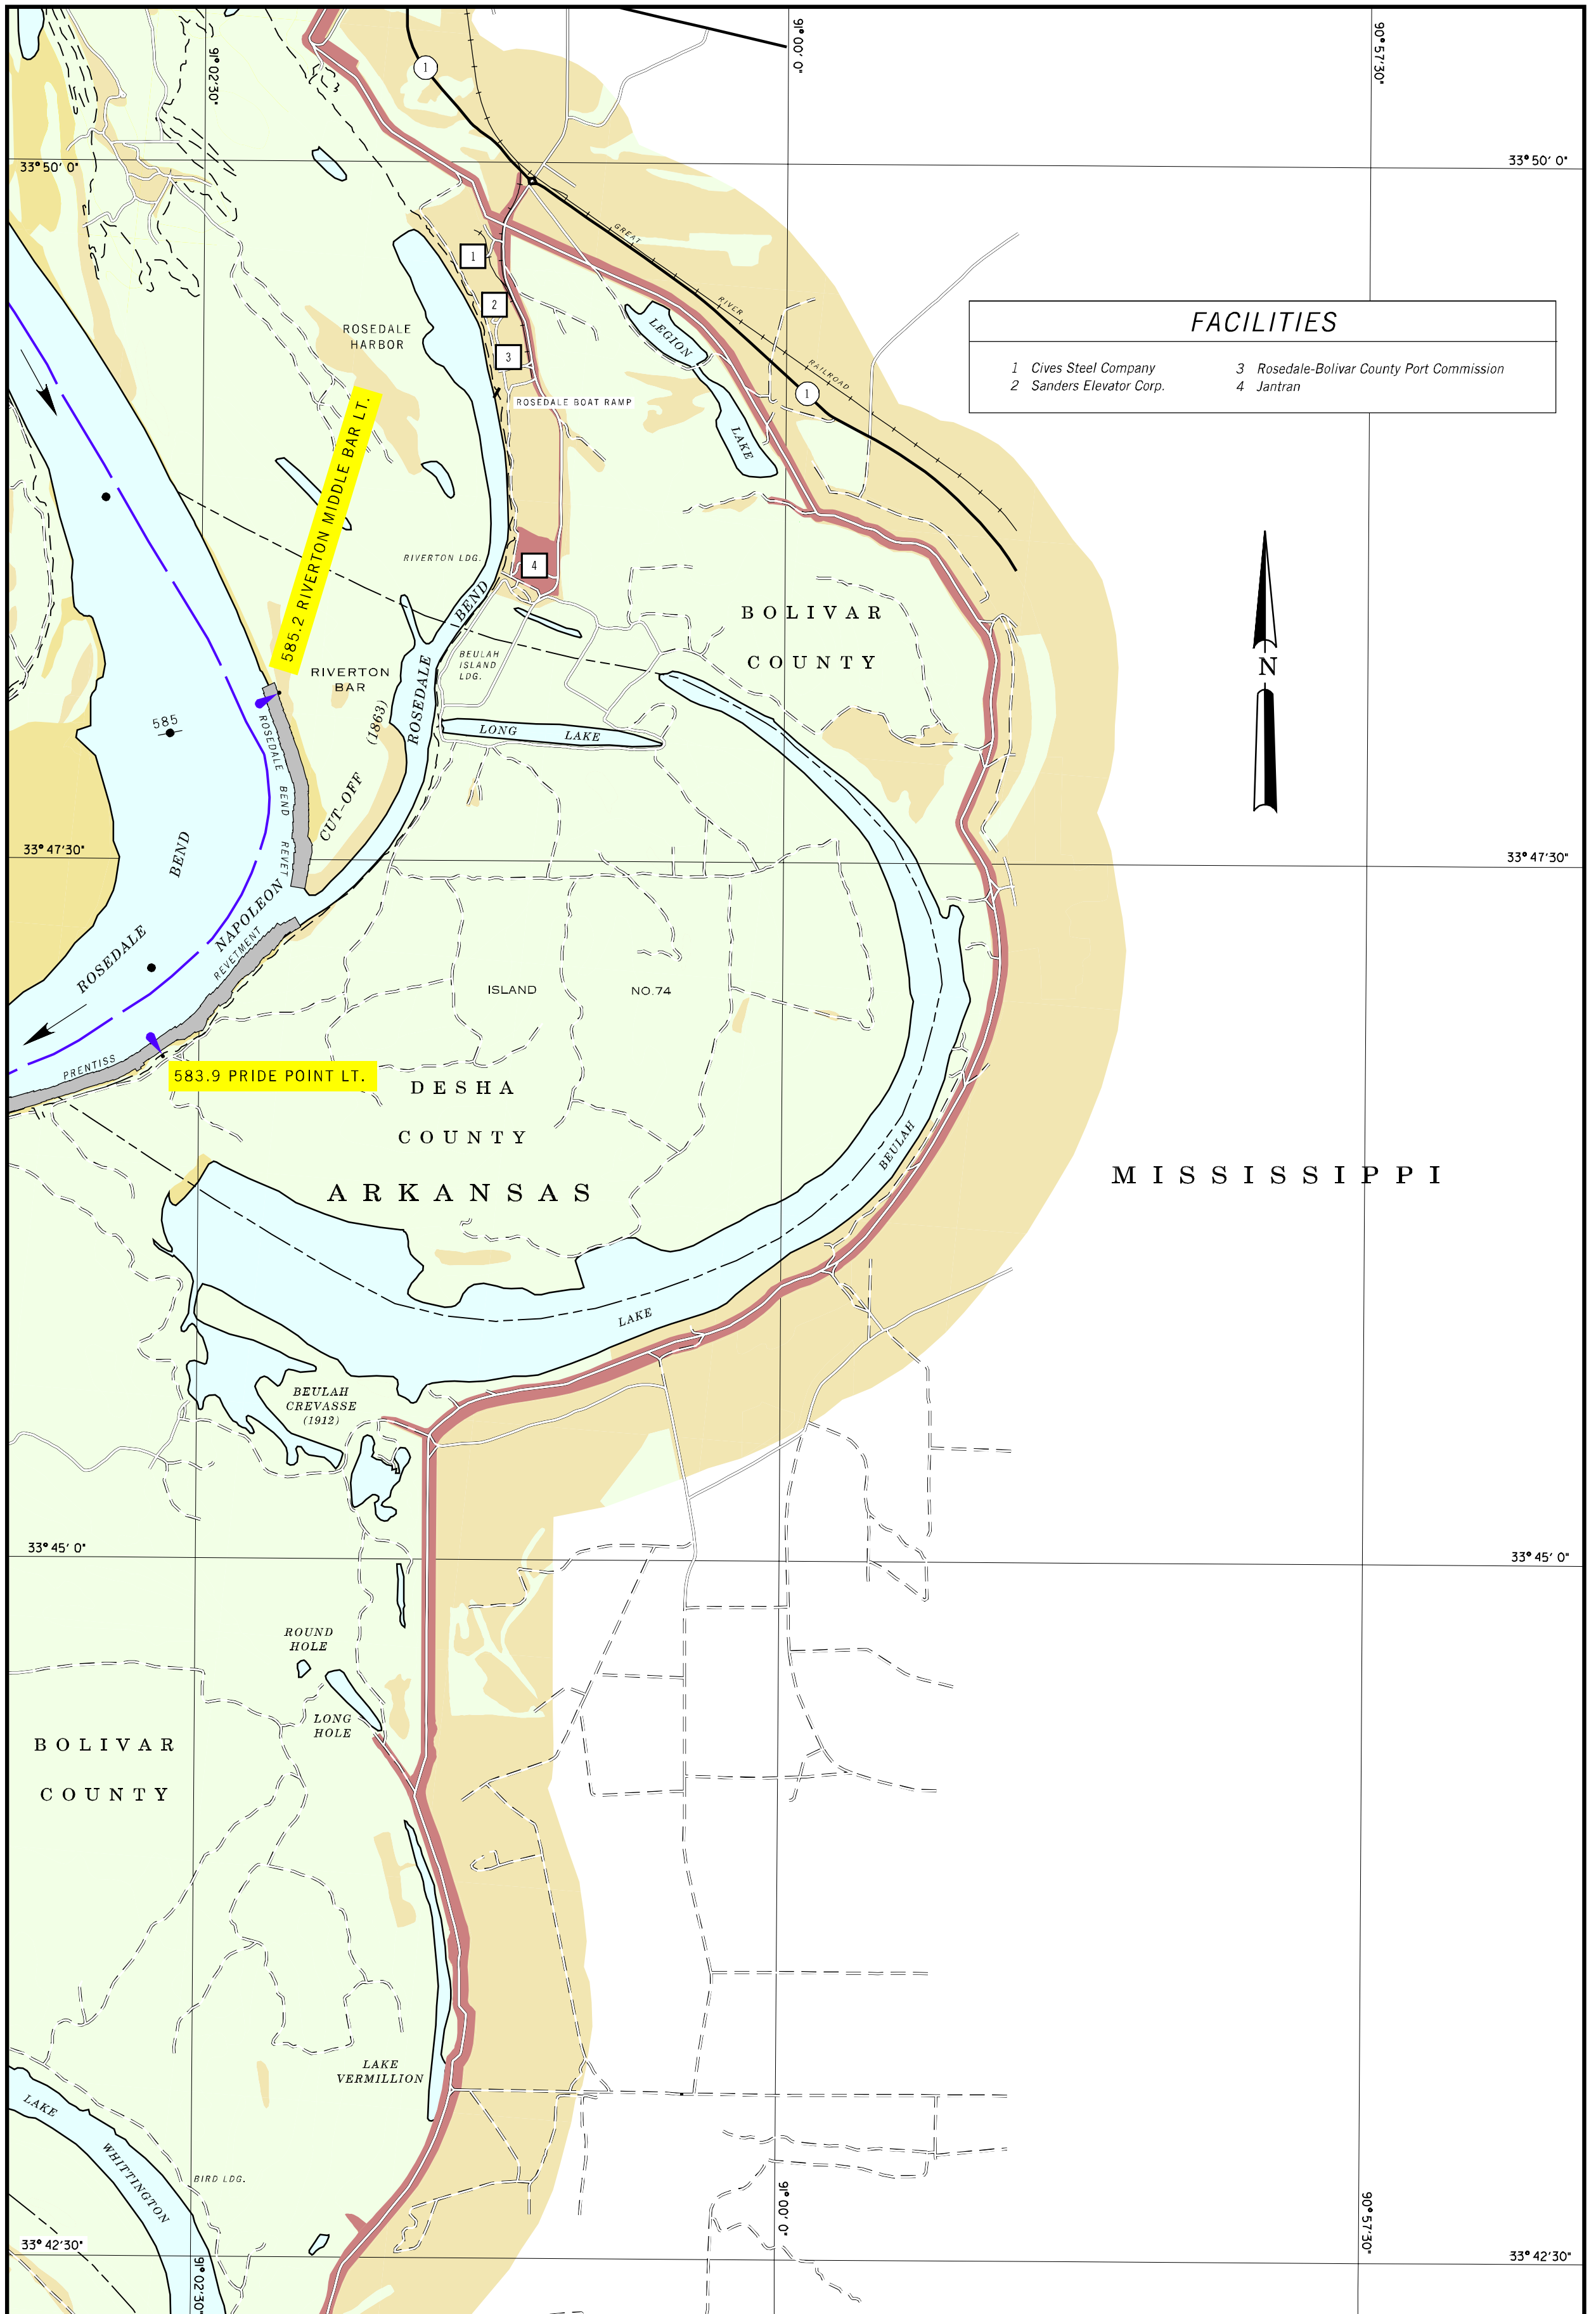 91° 02'30"
1
91° 00' 0"
90° 57'30"
33° 50' 0"
33° 50' 0"
GREAT
RIVER
RAILROAD
1
2
3
ROSEDALE
HARBOR
LEGION
LAKE
1
FACILITIES
1 Cives Steel Company
2 Sanders Elevator Corp.
3 Rosedale-Bolivar County Port Commission
4 Jantran
ROSEDALE BOAT RAMP
585.2 RIVERTON MIDDLE BAR LT.
RIVERTON LDG.
4
BEND
ROSEDALE
BEULAH
ISLAND
LDG.
BOLIVAR
COUNTY
N
RIVERTON
BAR
(1863)
CUT-OFF
NAPOLEON
585
ROSEDALE BEND REVET
LONG LAKE
33° 47'30"
33° 47'30"
BEND
ROSEDALE
REVETMENT
PRENTISS
583.9 PRIDE POINT LT.
ISLAND NO.74
DESHA
COUNTY
ARKANSAS
BEULAH
LAKE
MISSISSIPPI
BEULAH
CREVASSE
(1912)
33° 45' 0"
33° 45' 0"
ROUND
HOLE
LONG
HOLE
BOLIVAR
COUNTY
LAKE
VERMILLION
LAKE
WHITTINGTON
BIRD LDG.
33° 42'30"
33° 42'30"
91° 02'30"
91° 00' 0"
90° 57'30"